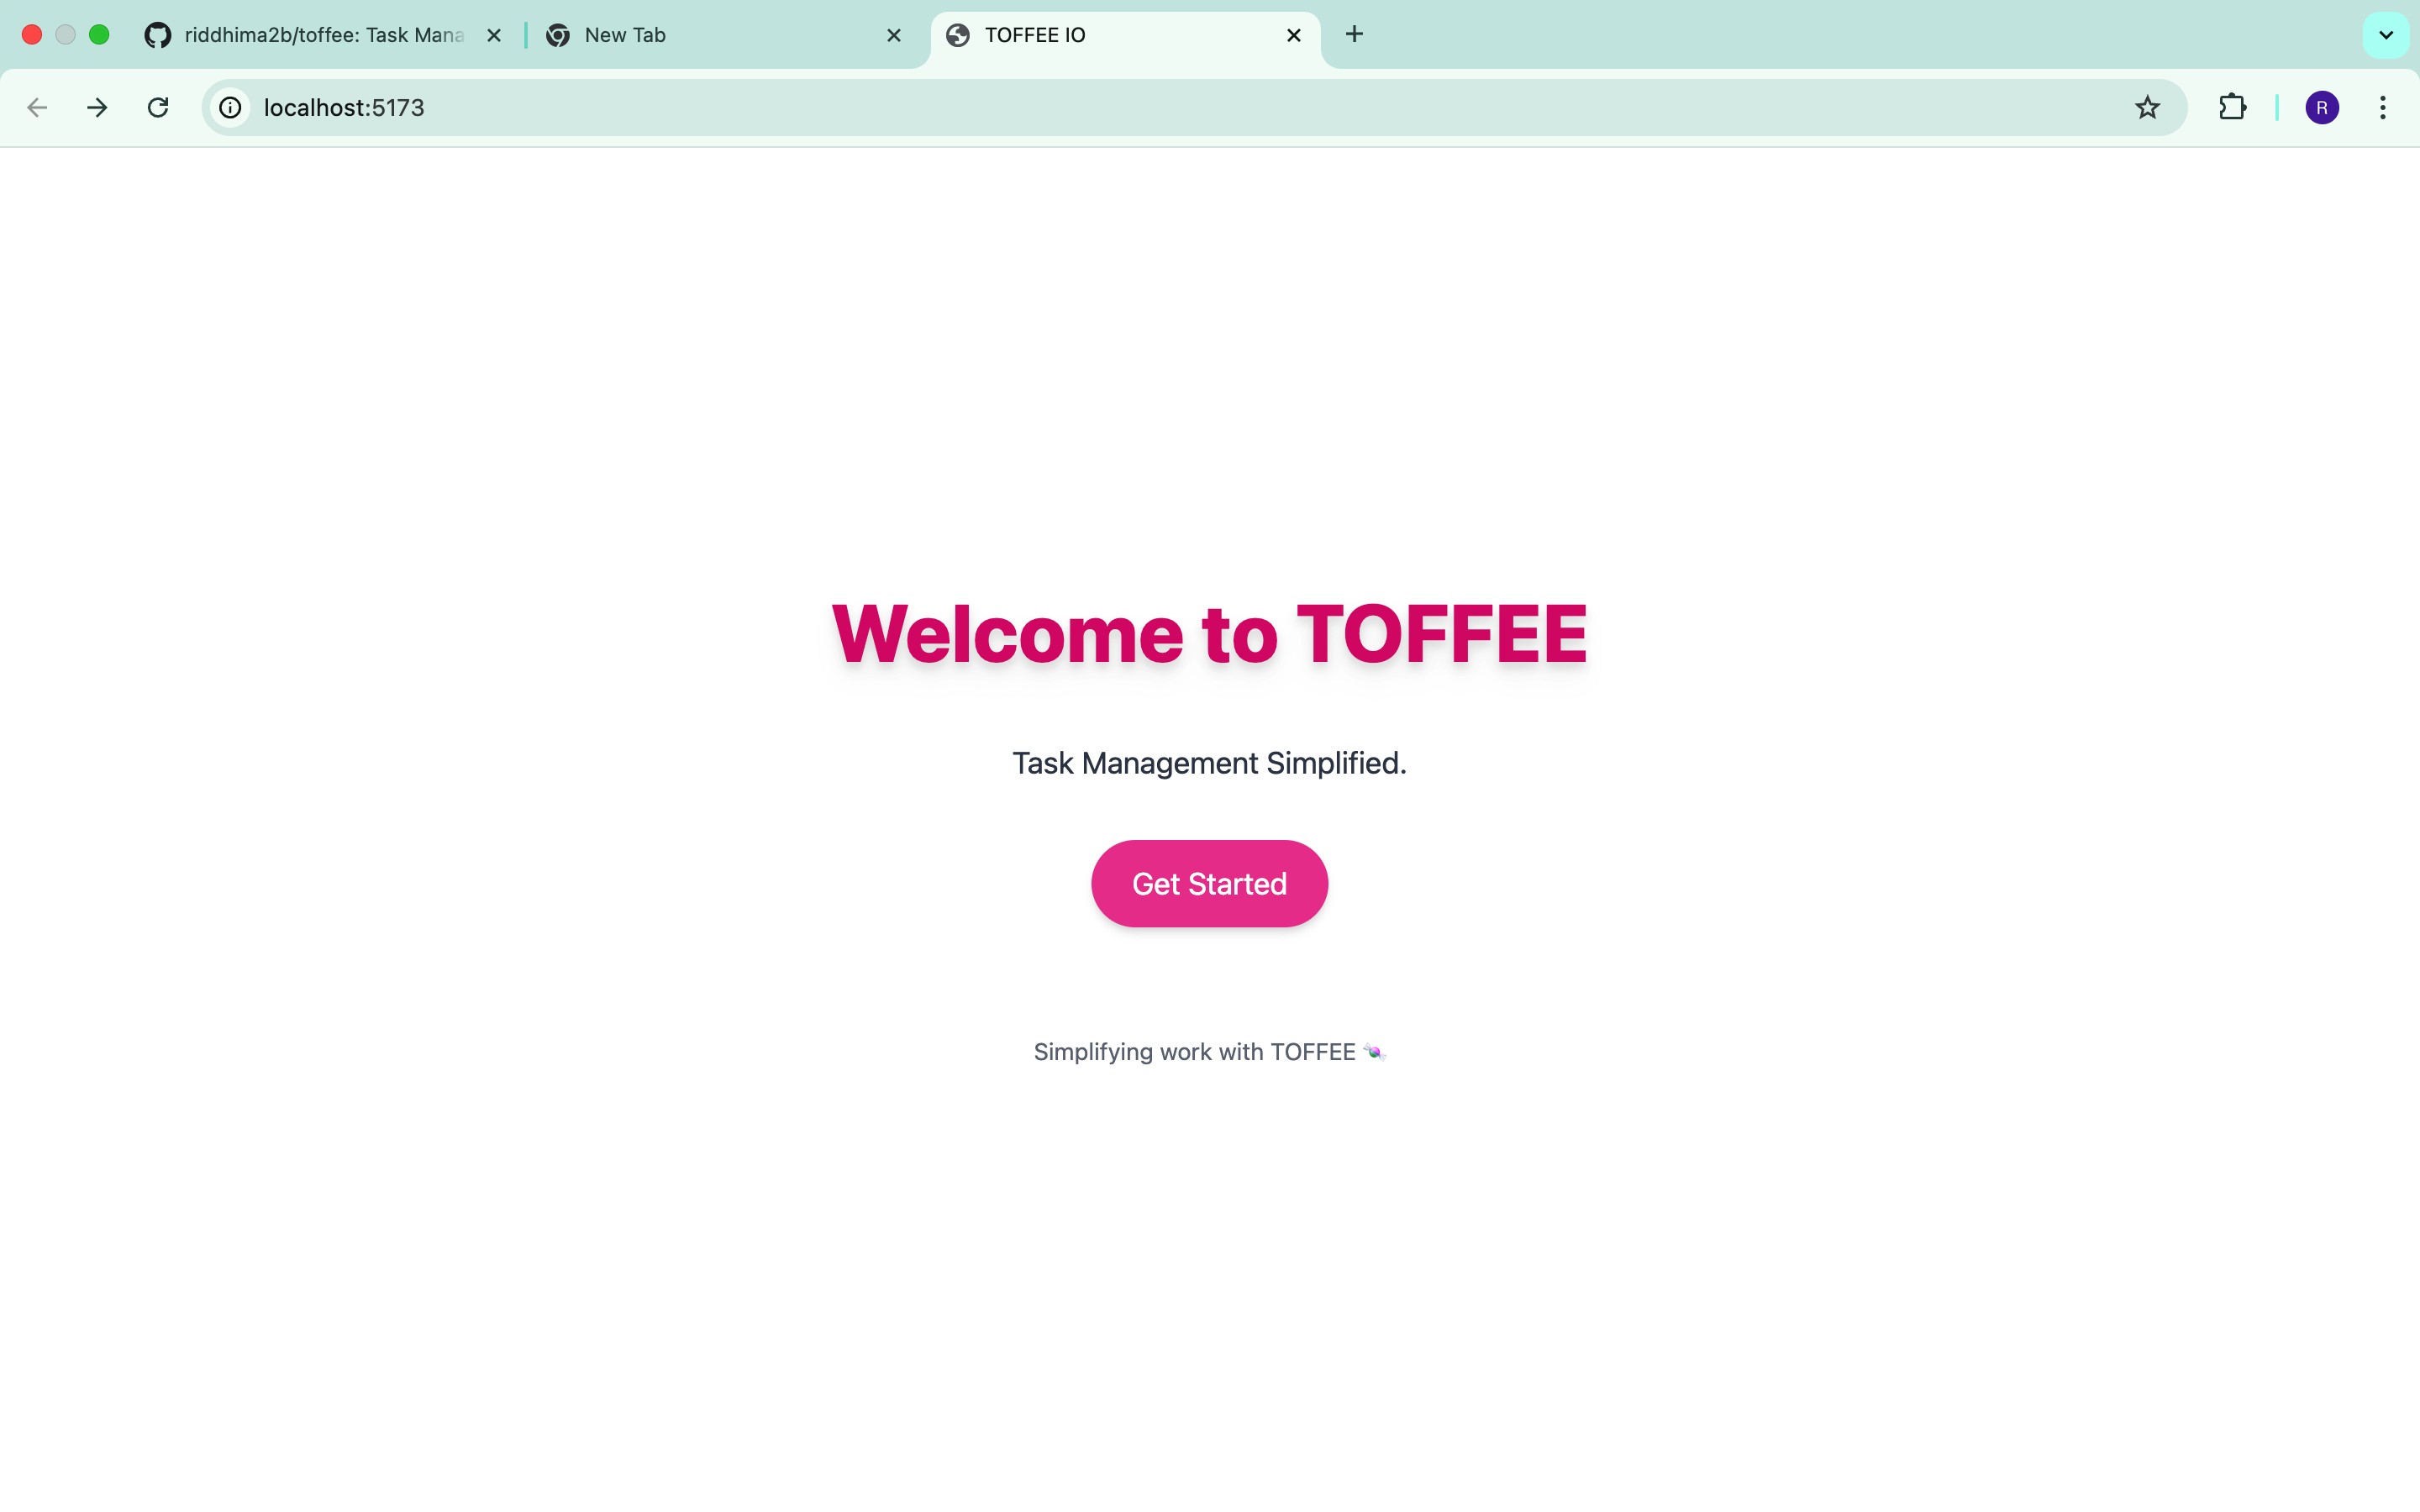 riddhima2b/toffee: Task Mana
New Tab
TOFFEE IO
localhost:5173
R
Welcome to TOFFEE
Task Management Simplified.
Get Started
Simplifying work with TOFFEE 🍬